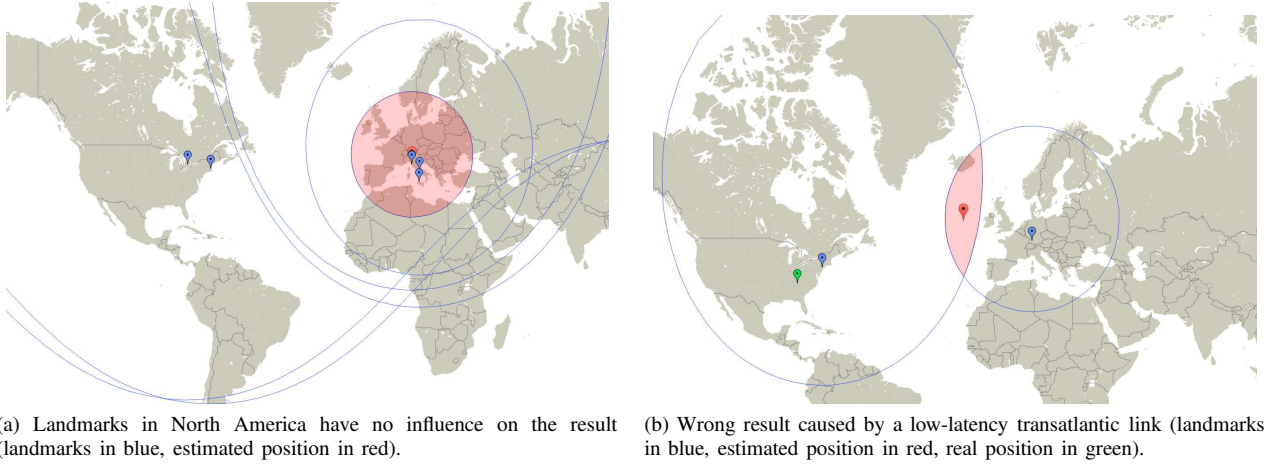 (a) Landmarks in North America have no influence on the result
(landmarks in blue, estimated position in red).
(b) Wrong result caused by a low-latency transatlantic link (landmarks
in blue, estimated position in red, real position in green).